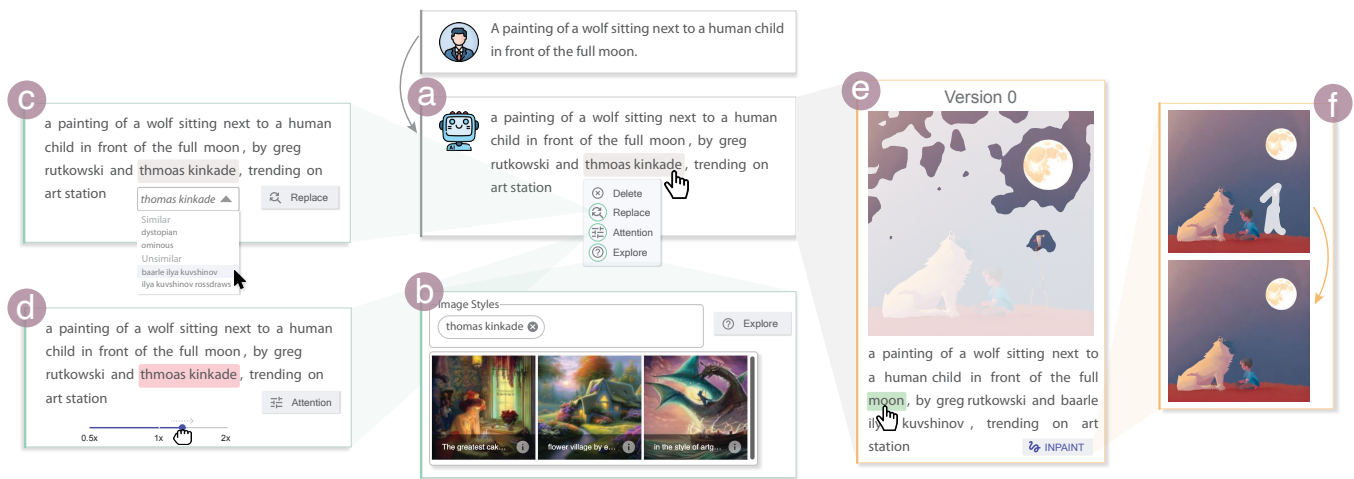 A painting of a wolf sitting next to a human child
in front of the full moon.
a
a painting of a wolf sitting next to a human
child in front of the full moon , by greg
rutkowski and thmoas kinkade , trending on
art station
Delete
Replace
Attention
Explore
c
a painting of a wolf sitting next to a human
child in front of the full moon , by greg
rutkowski and thmoas kinkade , trending on
art station
thomas kinkade
Replace
Similar
dystopian
ominous
Unsimilar
baarle ilya kuvshinov
ilya kuvshinov rossdraws
d
a painting of a wolf sitting next to a human
child in front of the full moon , by greg
rutkowski and thmoas kinkade , trending on
art station
Attention
0.5x 1x 2x
b
Image Styles
thomas kinkade
Explore
The greatest cak...
flower village by e...
in the style of artg...
e
Version 0
a painting of a wolf sitting next to
a human child in front of the full
moon , by greg rutkowski and baarle
kuvshinov , trending on art
station
INPAINT
f